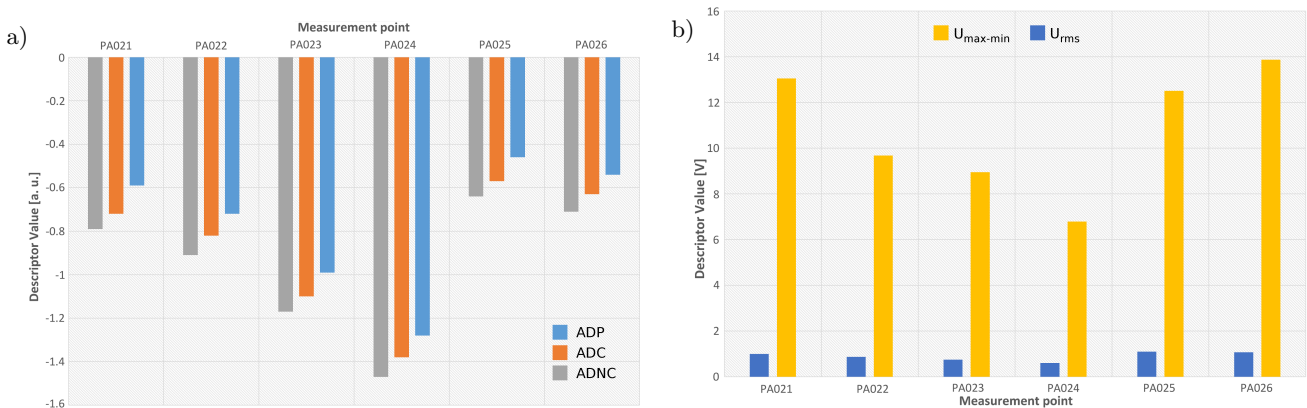 a)
Measurement point
PA021 PA022 PA023 PA024 PA025 PA026
0
-0.2
-0.4
-0.6
-0.8
-1
-1.2
-1.4
-1.6
Descriptor Value [a. u.]
ADP
ADC
ADNC
b)
16
14
12
10
8
6
4
2
0
Descriptor Value [V]
Umax-min Urms
PA021 PA022 PA023 PA024 PA025 PA026
Measurement point